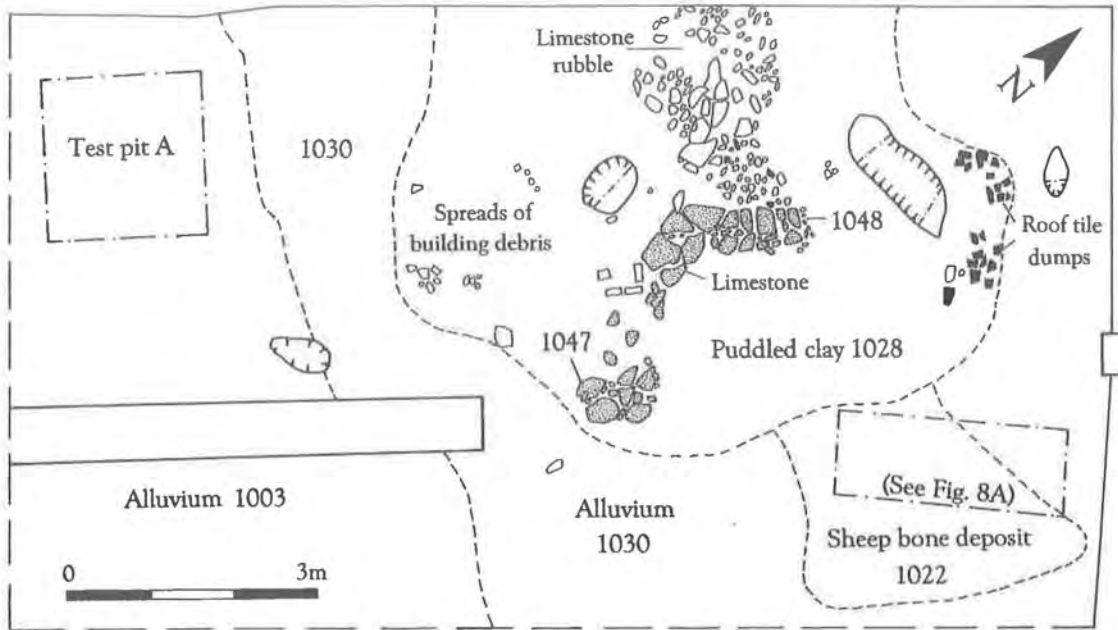 Limestone
rubble
N
Test pit A
1030
Spreads of
building debris
1048
Roof tile
dumps
Limestone
1047
Puddled clay 1028
Alluvium 1003
Alluvium
1030
(See Fig. 8A)
Sheep bone deposit
1022
0 3m